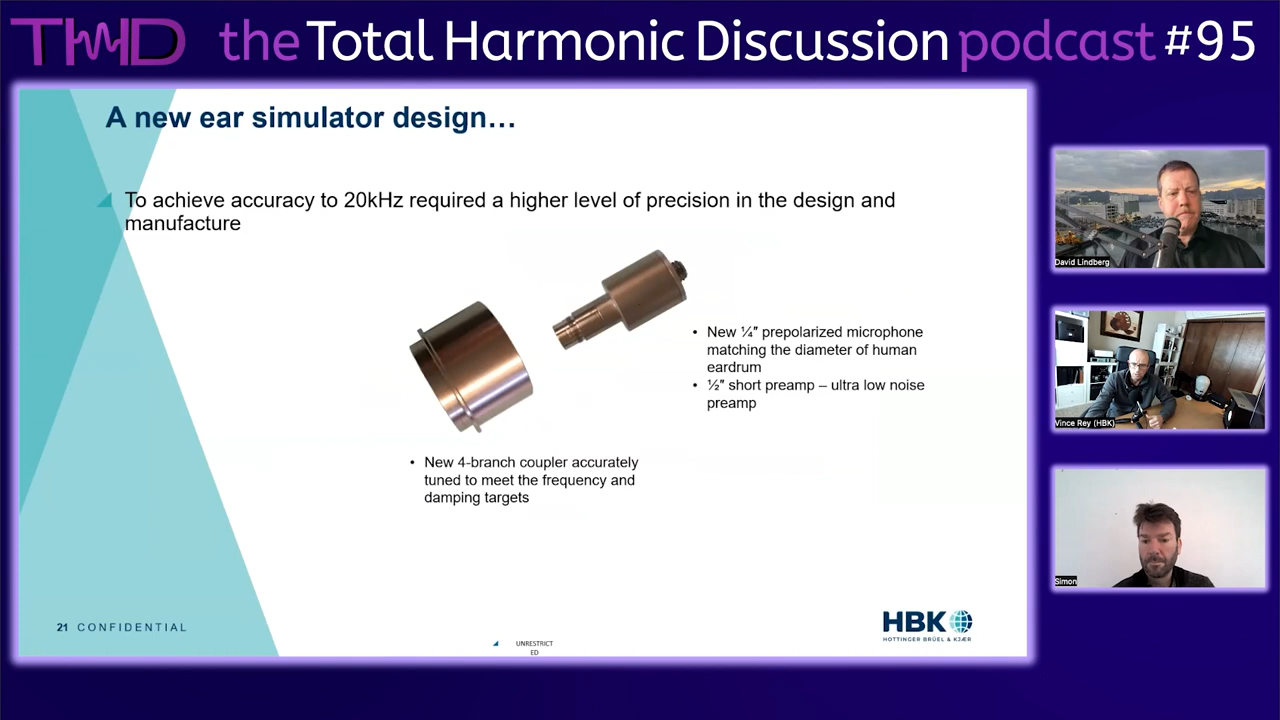 THD the Total Harmonic Discussion podcast #95
A new ear simulator design…
To achieve accuracy to 20kHz required a higher level of precision in the design and
manufacture
• New ¼″ prepolarized microphone
matching the diameter of human
eardrum
• ½″ short preamp – ultra low noise
preamp
• New 4-branch coupler accurately
tuned to meet the frequency and
damping targets
21 CONFIDENTIAL
UNRESTRICT
ED
HBK
HOTTINGER BRÜEL & KJÆR
David Lindberg
Vince Rey (HBK)
Simon